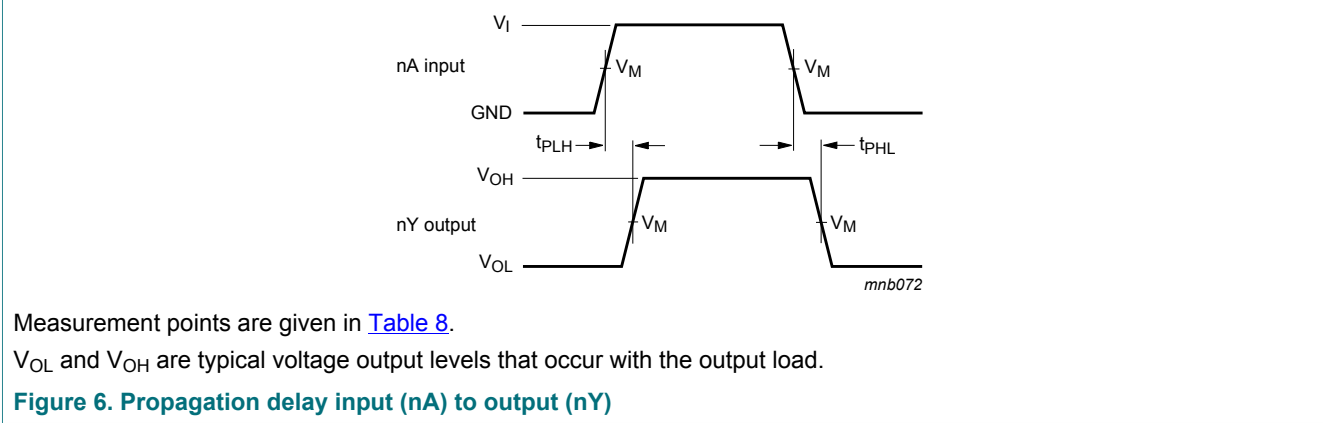 V_I
nA input
V_M
V_M
GND
t_PLH
t_PHL
V_OH
nY output
V_M
V_M
V_OL
mnb072
Measurement points are given in Table 8.
V_OL and V_OH are typical voltage output levels that occur with the output load.
Figure 6. Propagation delay input (nA) to output (nY)